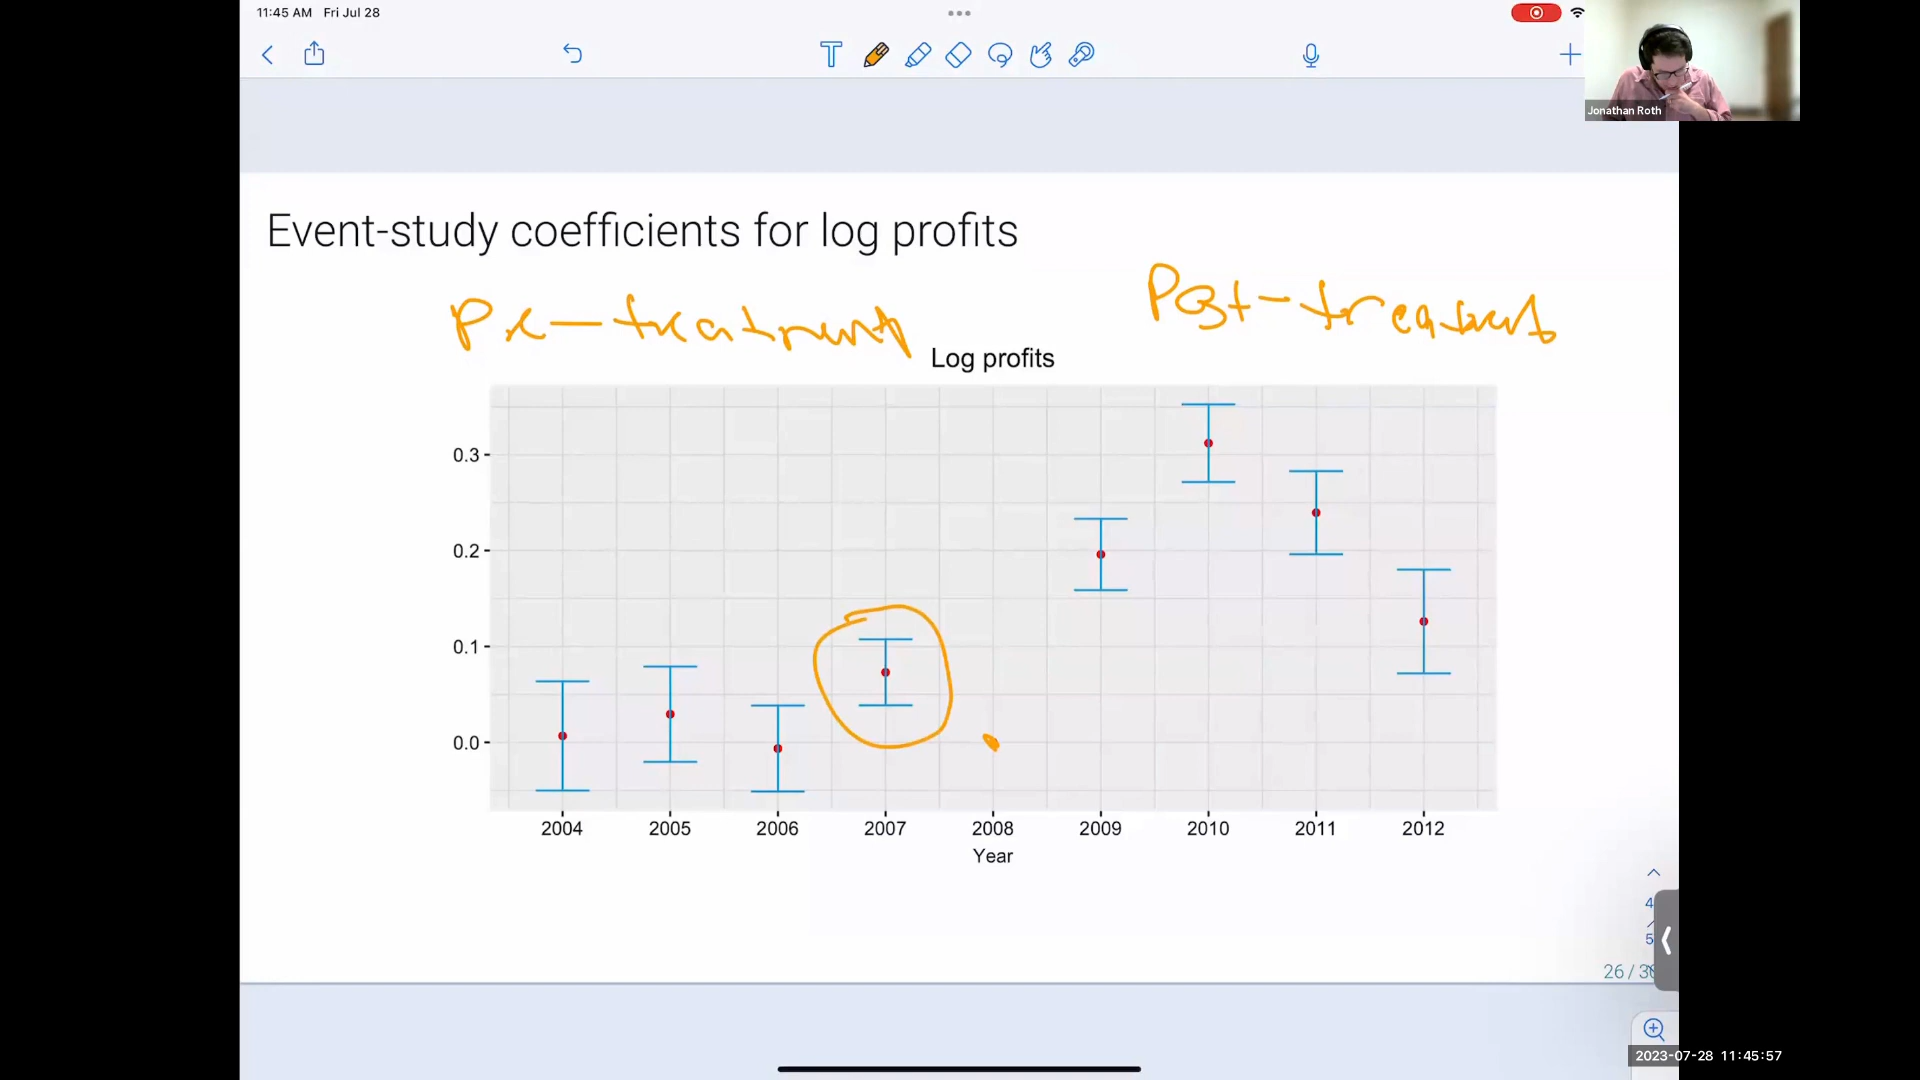 11:45 AM Fri Jul 28
Jonathan Roth
Event-study coefficients for log profits
Pre-treatment
Post-treatment
Log profits
0.3
0.2
0.1
0.0
2004 2005 2006 2007 2008 2009 2010 2011 2012
Year
4
5
26 / 3
2023-07-28 11:45:57